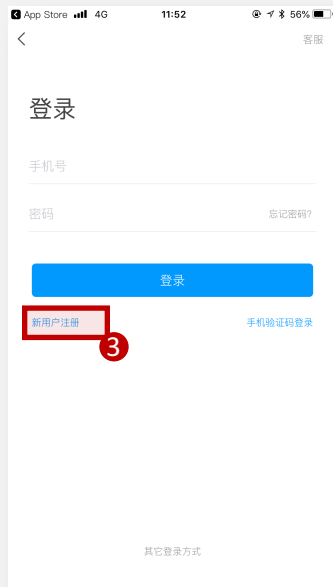 App Store 4G 11:52 56%
客服
登录
手机号
密码 忘记密码?
登录
新用户注册 手机验证码登录
3
其它登录方式